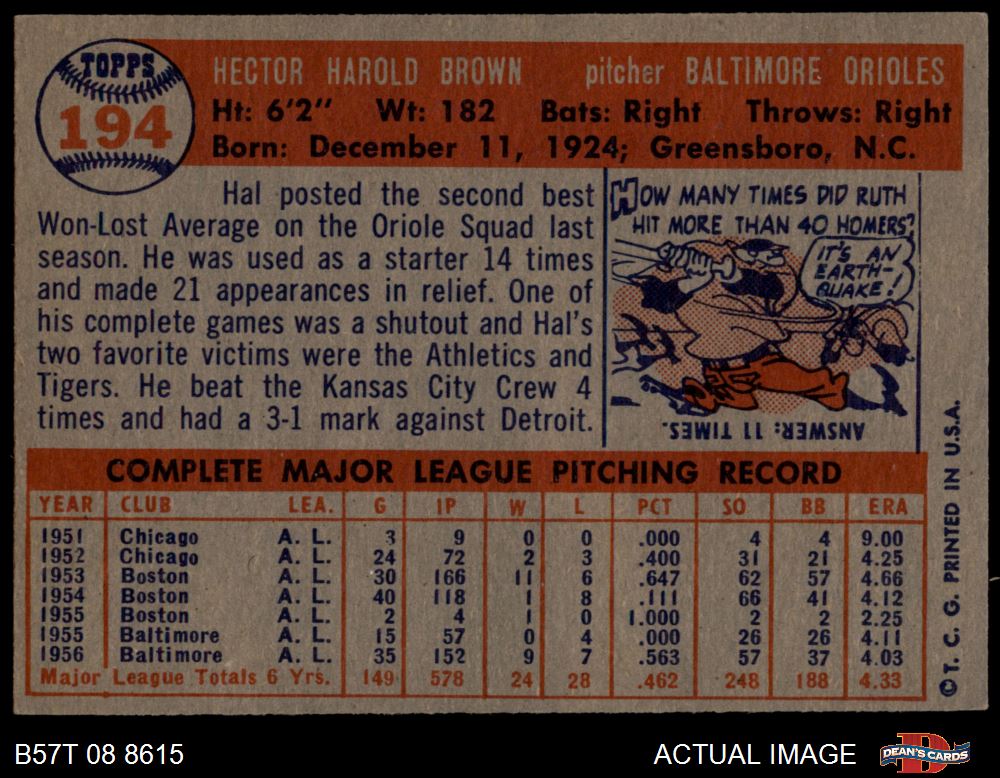 TOPPS
194
HECTOR HAROLD BROWN pitcher BALTIMORE ORIOLES
Ht: 6'2" Wt: 182 Bats: Right Throws: Right
Born: December 11, 1924; Greensboro, N.C.
Hal posted the second best
Won-Lost Average on the Oriole Squad last
season. He was used as a starter 14 times
and made 21 appearances in relief. One of
his complete games was a shutout and Hal's
two favorite victims were the Athletics and
Tigers. He beat the Kansas City Crew 4
times and had a 3-1 mark against Detroit.
HOW MANY TIMES DID RUTH
HIT MORE THAN 40 HOMERS?
IT'S AN
EARTH-
QUAKE!
ANSWER: 11 TIMES.
COMPLETE MAJOR LEAGUE PITCHING RECORD
YEAR CLUB LEA. G IP W L PCT SO BB ERA
1951 Chicago A. L. 3 9 0 0 .000 4 4 9.00
1952 Chicago A. L. 24 72 2 3 .400 31 21 4.25
1953 Boston A. L. 30 166 11 6 .647 62 57 4.66
1954 Boston A. L. 40 118 1 8 .111 66 41 4.12
1955 Boston A. L. 2 4 1 0 1.000 2 2 2.25
1955 Baltimore A. L. 15 57 0 4 .000 26 26 4.11
1956 Baltimore A. L. 35 152 9 7 .563 57 37 4.03
Major League Totals 6 Yrs. 149 578 24 28 .462 248 188 4.33
© T. C. G. PRINTED IN U.S.A.
B57T 08 8615 ACTUAL IMAGE
DEAN'S CARDS